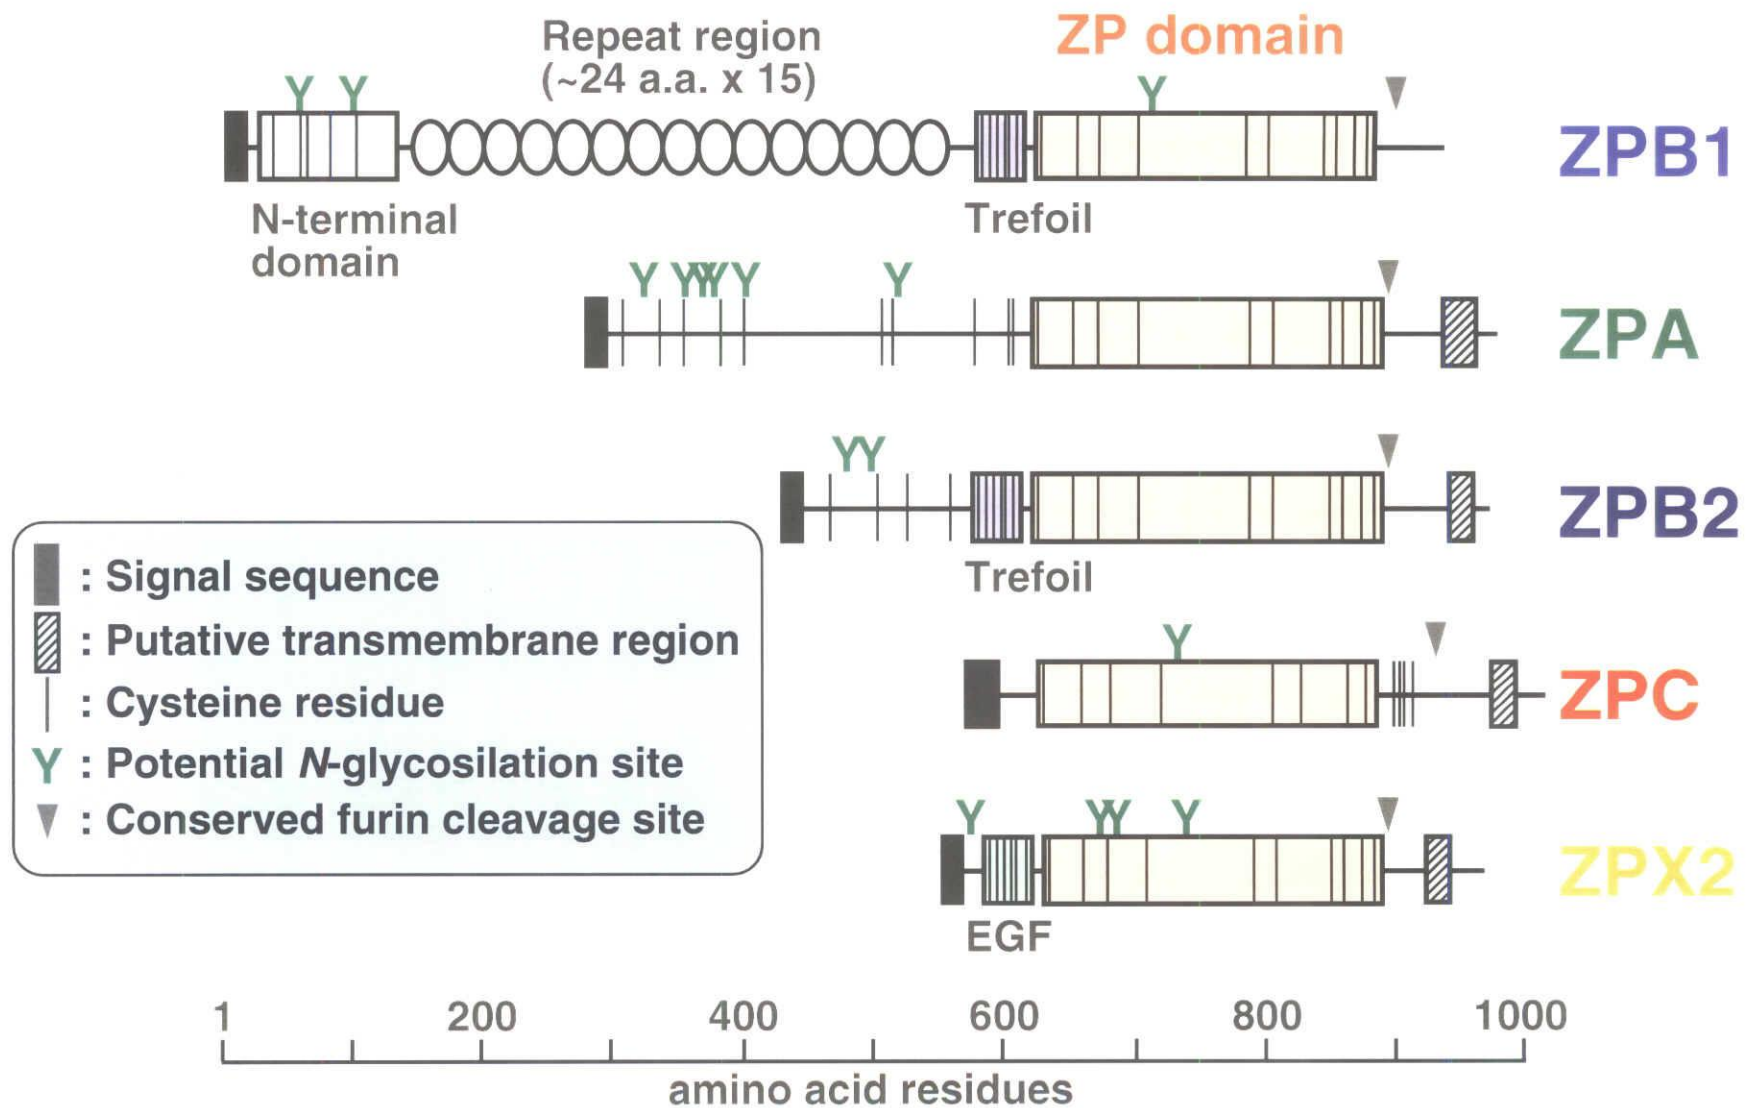 Repeat region
(~24 a.a. x 15)
ZP domain
Y Y Y
ZPB1
N-terminal
domain
Trefoil
Y Y Y Y Y Y
ZPA
Y Y
ZPB2
Trefoil
: Signal sequence
: Putative transmembrane region
: Cysteine residue
Y : Potential N-glycosilation site
: Conserved furin cleavage site
Y
ZPC
Y Y Y Y
ZPX2
EGF
1 200 400 600 800 1000
amino acid residues